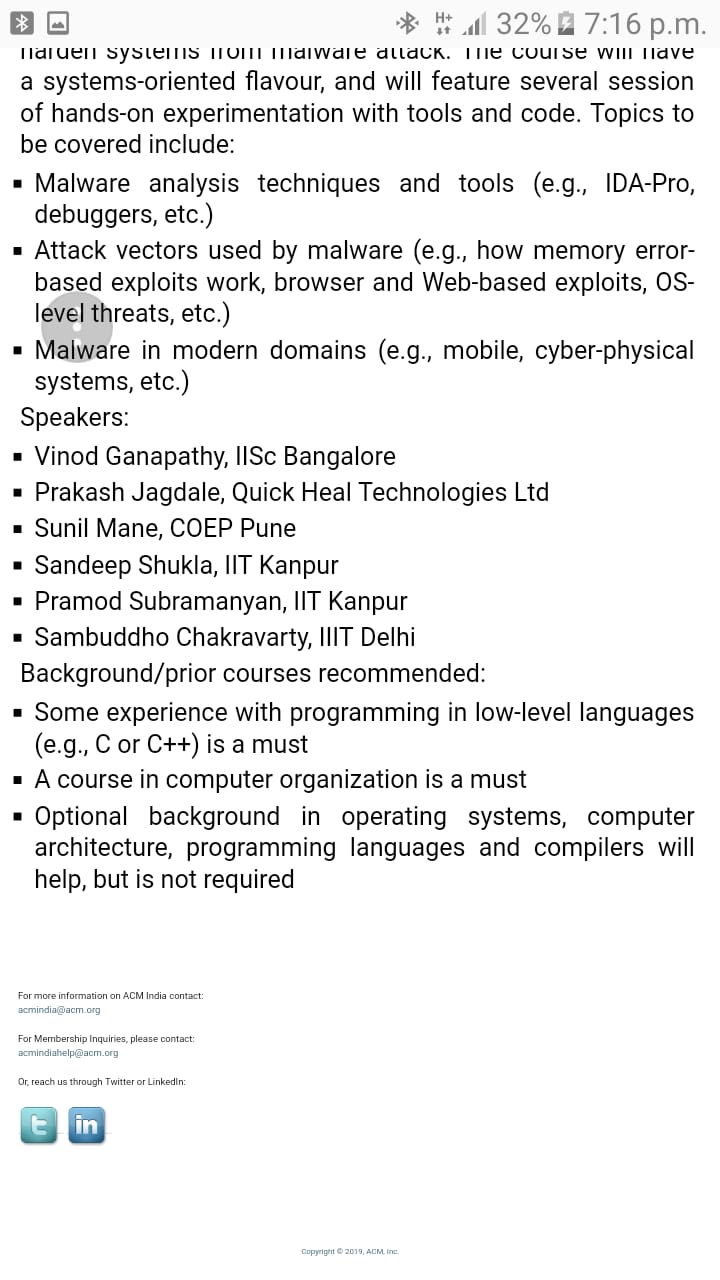 H+ 32% 7:16 p.m.
harden systems from malware attack. The course will have
a systems-oriented flavour, and will feature several session
of hands-on experimentation with tools and code. Topics to
be covered include:
▪ Malware analysis techniques and tools (e.g., IDA-Pro,
debuggers, etc.)
▪ Attack vectors used by malware (e.g., how memory error-
based exploits work, browser and Web-based exploits, OS-
level threats, etc.)
▪ Malware in modern domains (e.g., mobile, cyber-physical
systems, etc.)
Speakers:
▪ Vinod Ganapathy, IISc Bangalore
▪ Prakash Jagdale, Quick Heal Technologies Ltd
▪ Sunil Mane, COEP Pune
▪ Sandeep Shukla, IIT Kanpur
▪ Pramod Subramanyan, IIT Kanpur
▪ Sambuddho Chakravarty, IIIT Delhi
Background/prior courses recommended:
▪ Some experience with programming in low-level languages
(e.g., C or C++) is a must
▪ A course in computer organization is a must
▪ Optional background in operating systems, computer
architecture, programming languages and compilers will
help, but is not required
For more information on ACM India contact:
acmindia@acm.org
For Membership Inquiries, please contact:
acmindiahelp@acm.org
Or, reach us through Twitter or LinkedIn:
t in
Copyright © 2019, ACM, Inc.